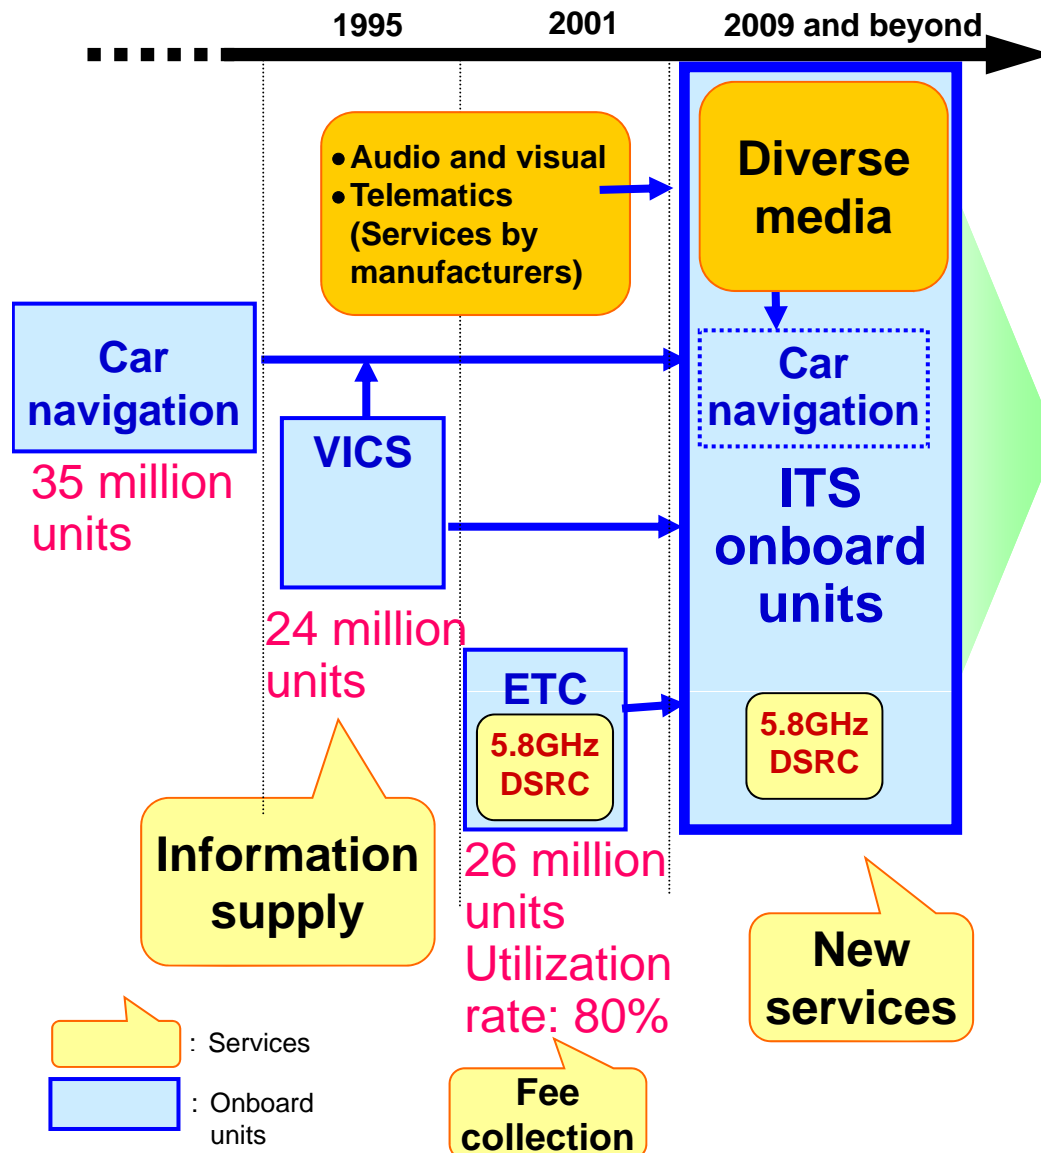 1995
2001
2009 and beyond
• Audio and visual
• Telematics
(Services by
manufacturers)
Diverse
media
Car
navigation
35 million
units
VICS
24 million
units
Car
navigation
ITS
onboard
units
ETC
5.8GHz
DSRC
5.8GHz
DSRC
Information
supply
26 million
units
Utilization
rate: 80%
New
services
: Services
: Onboard
units
Fee
collection